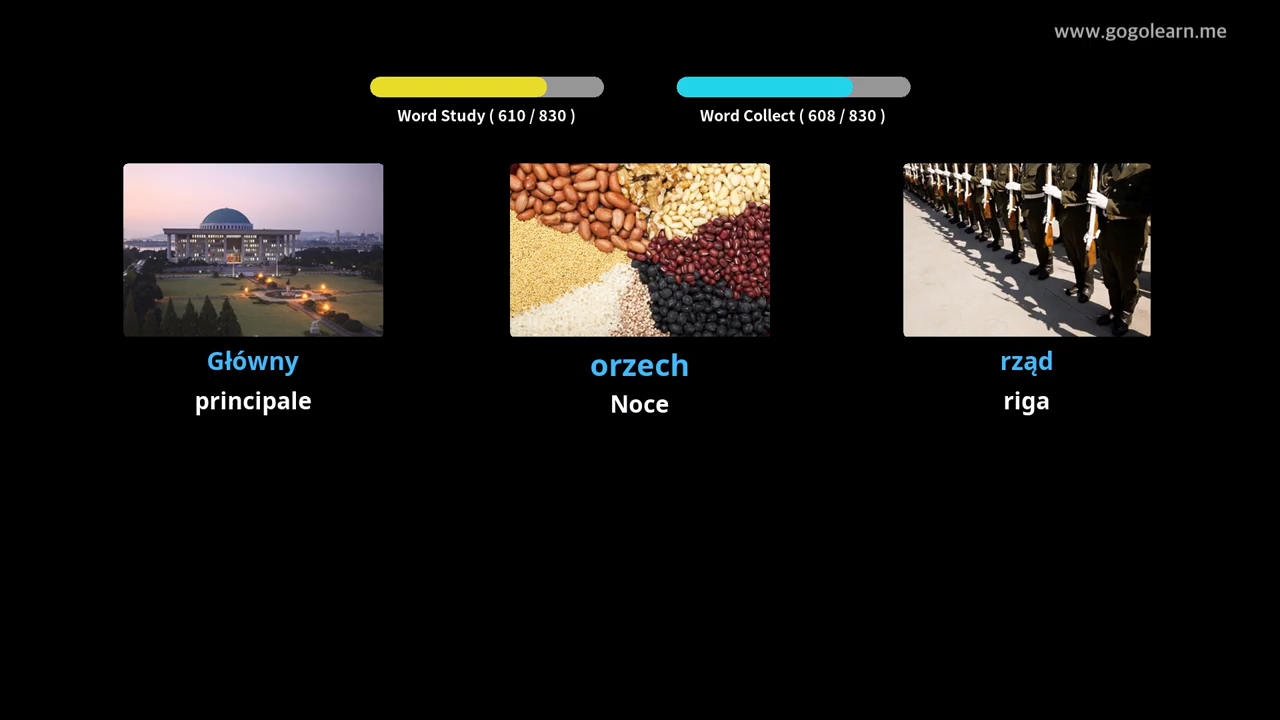 www.gogolearn.me
Word Study ( 610 / 830 )
Word Collect ( 608 / 830 )
Główny
principale
orzech
Noce
rząd
riga